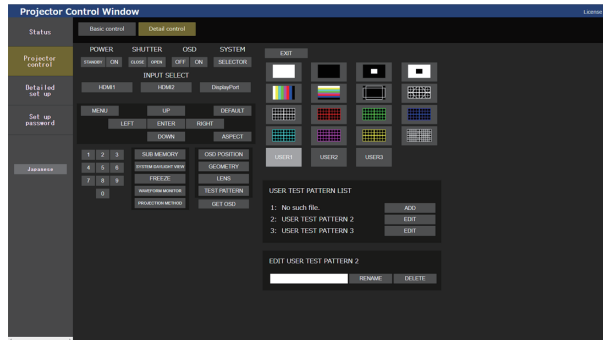 Projector Control Window
License
Status
Basic control
Detail control
Projector control
Detailed set up
Set up password
Japanese
POWER SHUTTER OSD SYSTEM
STANDBY ON CLOSE OPEN OFF ON SELECTOR
INPUT SELECT
HDMI1 HDMI2 DisplayPort
MENU UP DEFAULT
LEFT ENTER RIGHT
DOWN ASPECT
1 2 3 SUB MEMORY OSD POSITION
4 5 6 SYSTEM DAYLIGHT VIEW GEOMETRY
7 8 9 FREEZE LENS
0 WAVEFORM MONITOR TEST PATTERN
PROJECTION METHOD GET OSD
EXIT
USER1 USER2 USER3
USER TEST PATTERN LIST
1: No such file. ADD
2: USER TEST PATTERN 2 EDIT
3: USER TEST PATTERN 3 EDIT
EDIT USER TEST PATTERN 2
RENAME DELETE